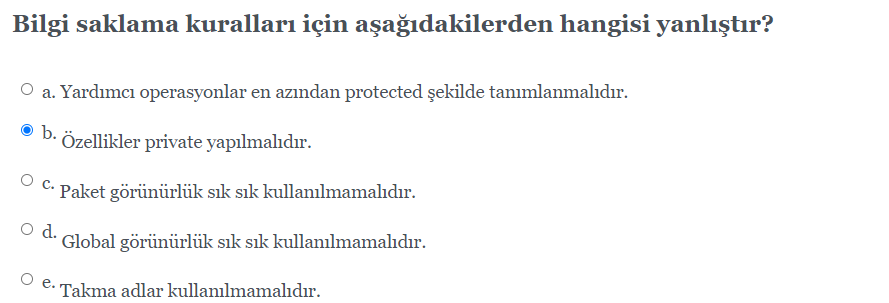 Bilgi saklama kuralları için aşağıdakilerden hangisi yanlıştır?
a. Yardımcı operasyonlar en azından protected şekilde tanımlanmalıdır.
b. Özellikler private yapılmalıdır.
c. Paket görünürlük sık sık kullanılmamalıdır.
d. Global görünürlük sık sık kullanılmamalıdır.
e. Takma adlar kullanılmamalıdır.